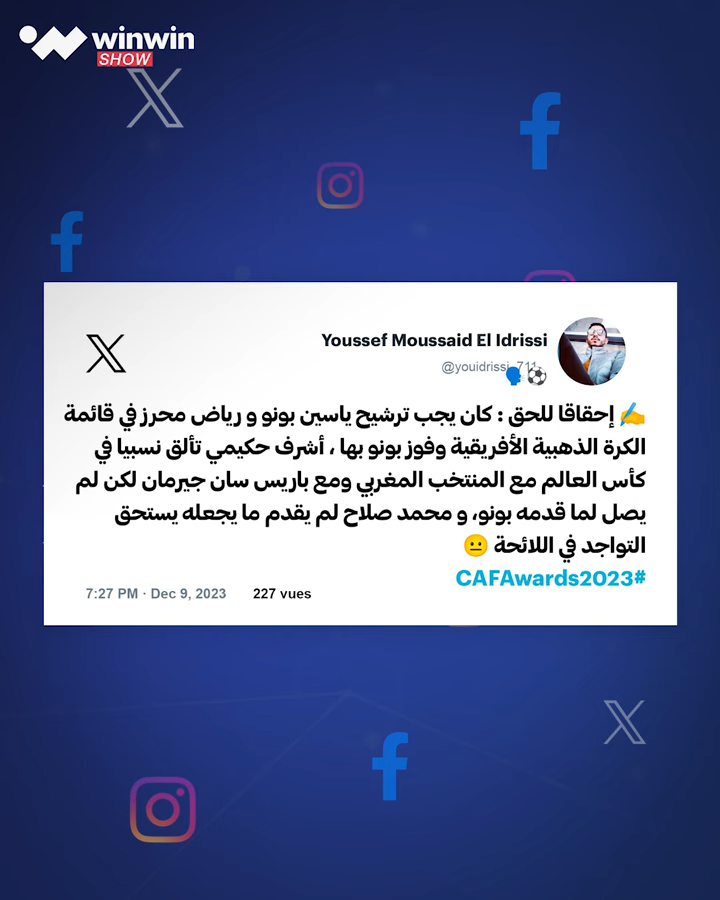 winwin
SHOW
Youssef Moussaid El Idrissi
@youidrissi_711
🗣️⚽
✍️ إحقاقا للحق : كان يجب ترشيح ياسين بونو و رياض محرز في قائمة
الكرة الذهبية الأفريقية وفوز بونو بها ، أشرف حكيمي تألق نسبيا في
كأس العالم مع المنتخب المغربي ومع باريس سان جيرمان لكن لم
يصل لما قدمه بونو، و محمد صلاح لم يقدم ما يجعله يستحق
التواجد في اللائحة 😐
#CAFAwards2023
7:27 PM · Dec 9, 2023 227 vues